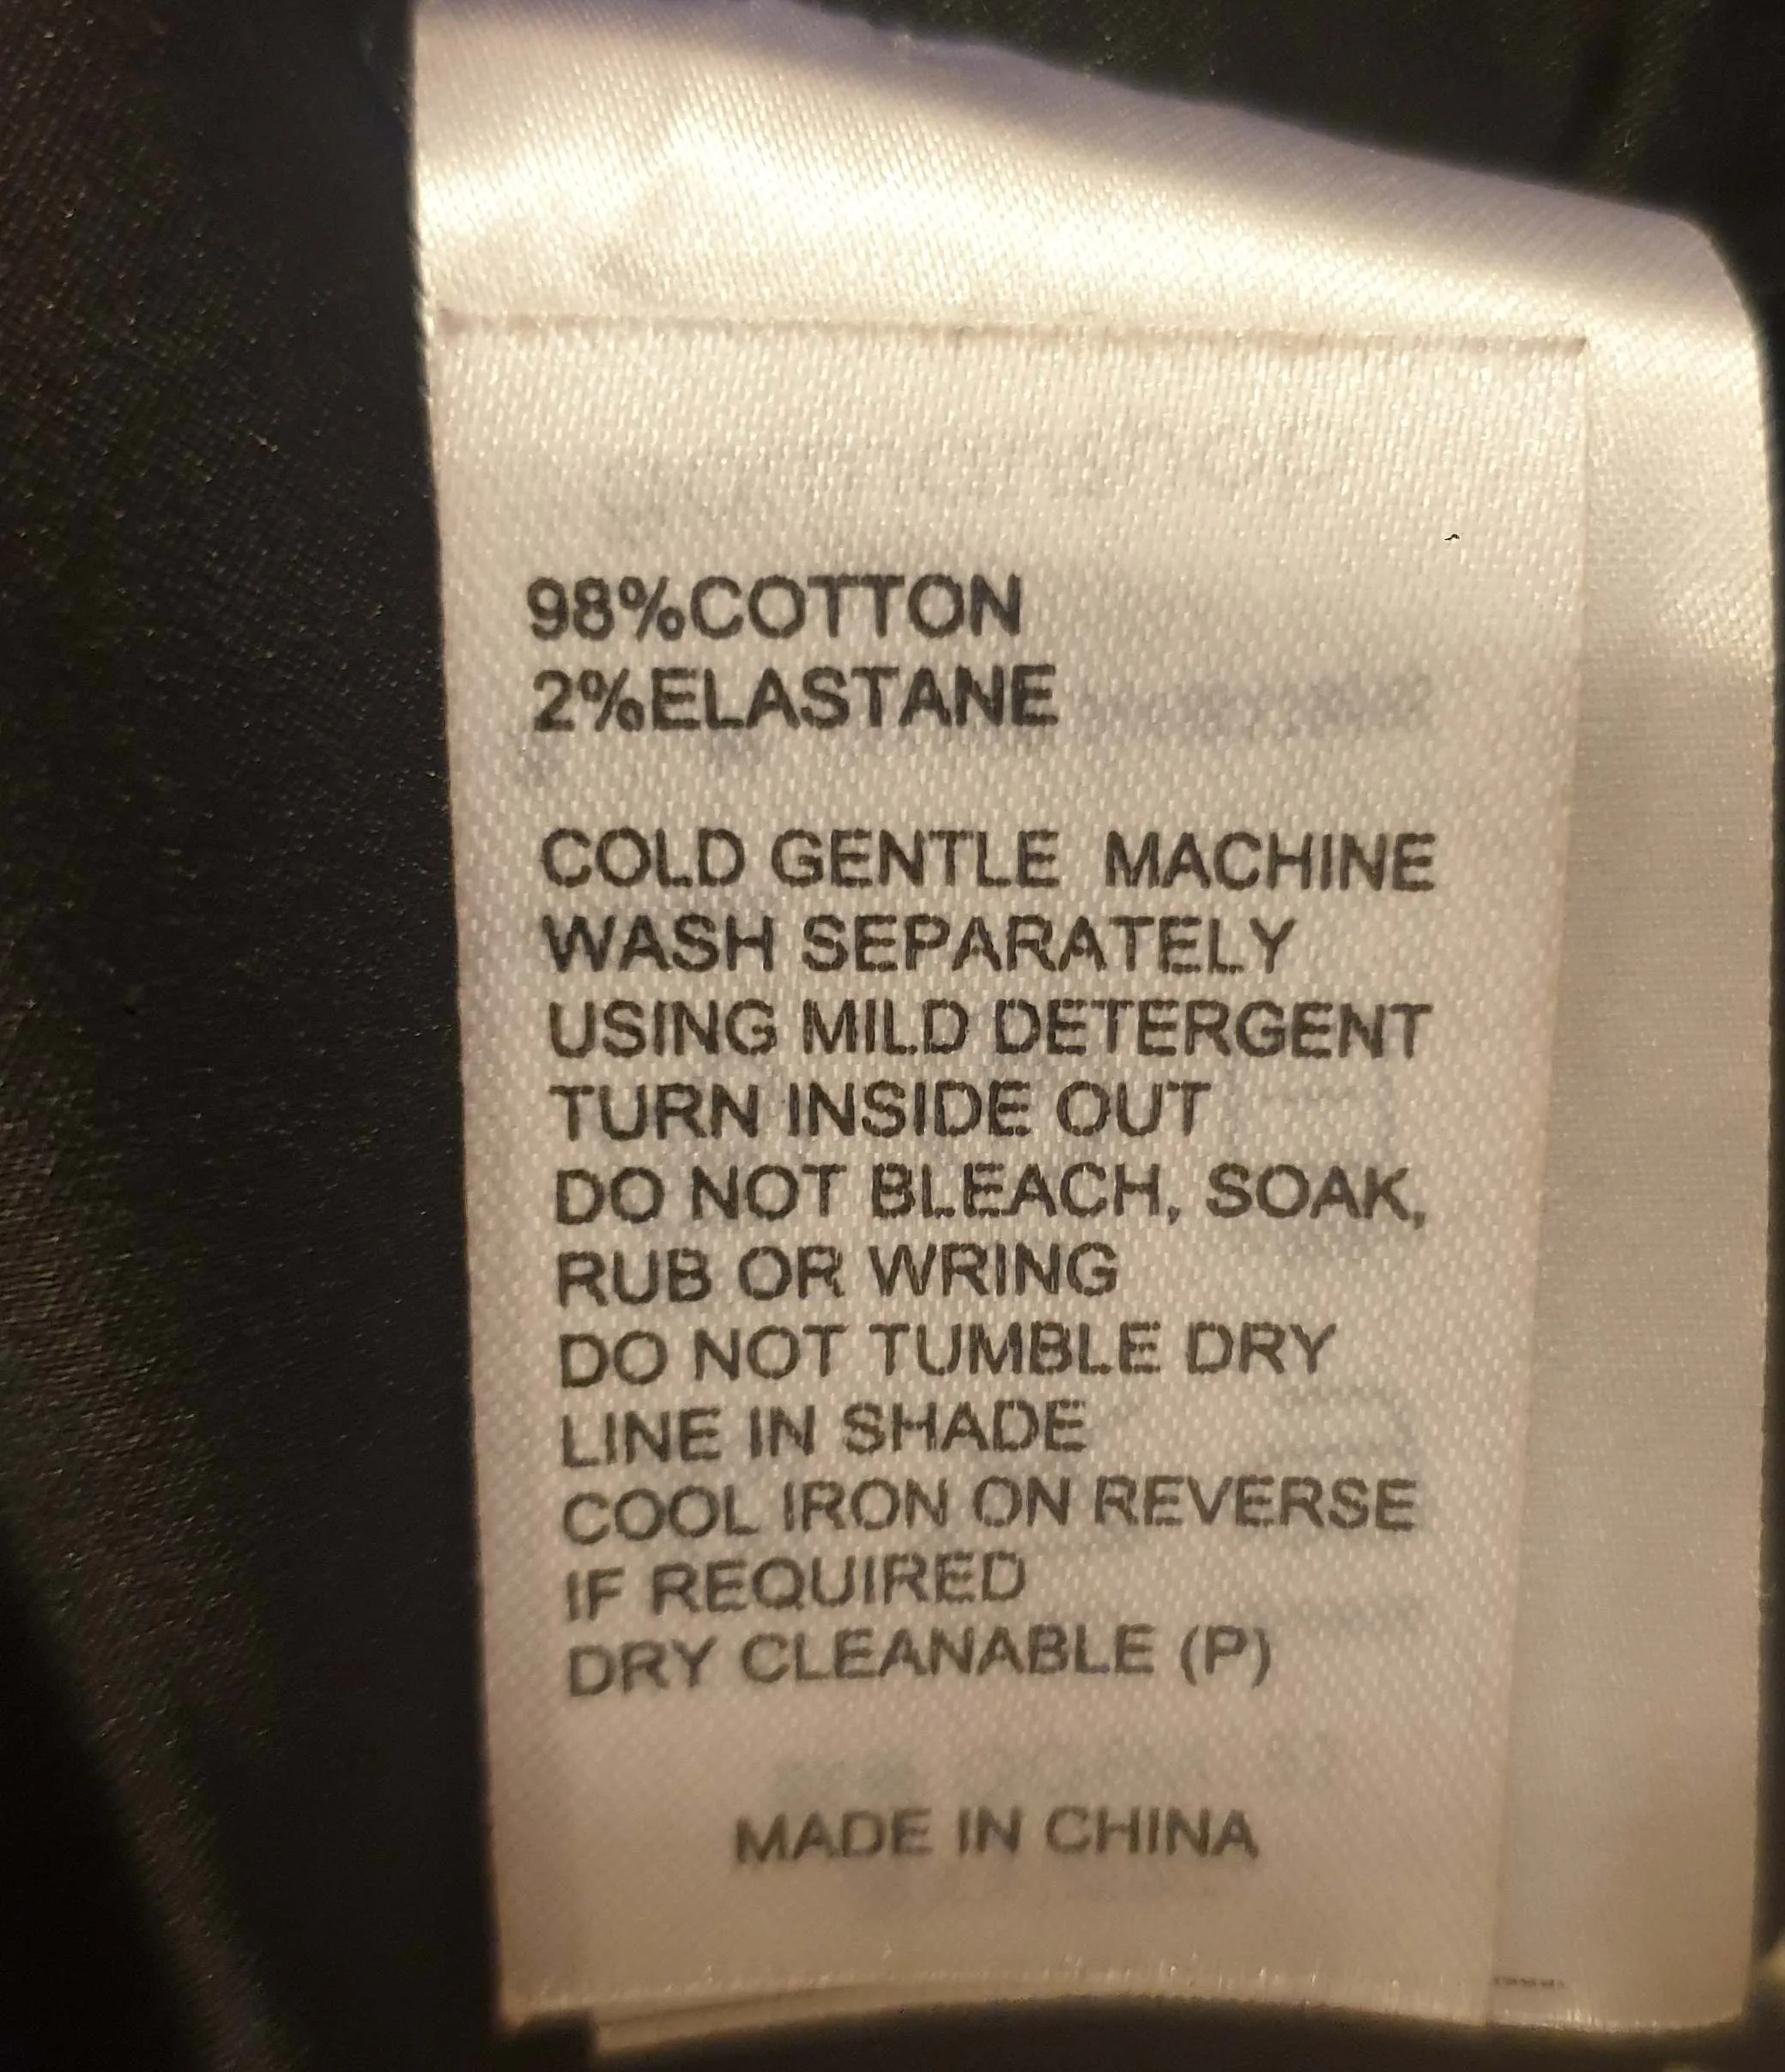 98%COTTON
2%ELASTANE
COLD GENTLE MACHINE
WASH SEPARATELY
USING MILD DETERGENT
TURN INSIDE OUT
DO NOT BLEACH, SOAK,
RUB OR WRING
DO NOT TUMBLE DRY
LINE IN SHADE
COOL IRON ON REVERSE
IF REQUIRED
DRY CLEANABLE (P)
MADE IN CHINA